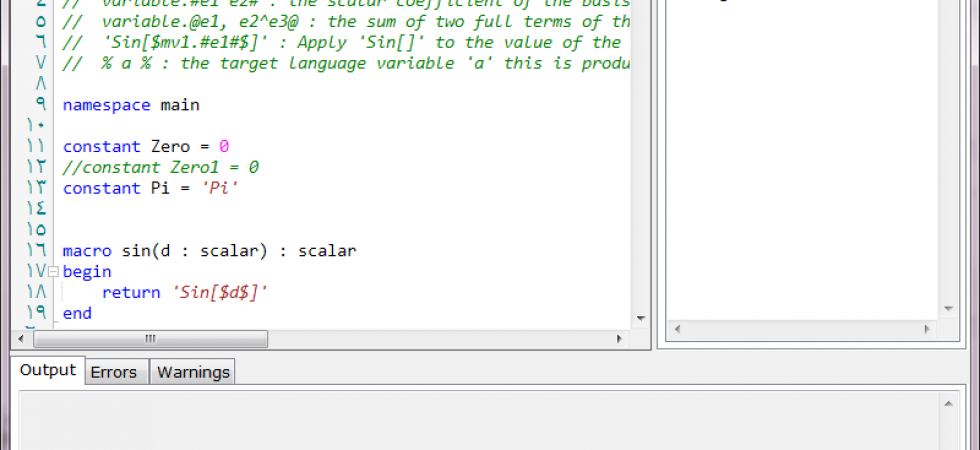 ٤ // variable.#e1^e2# : the scalar coefficient of the basis
٥ // variable.@e1, e2^e3@ : the sum of two full terms of th
٦ // 'Sin[$mv1.#e1#$]' : Apply 'Sin[]' to the value of the
٧ // % a % : the target language variable 'a' this is produ
٨
٩ namespace main
١٠
١١ constant Zero = 0
١٢ //constant Zero1 = 0
١٣ constant Pi = 'Pi'
١٤
١٥
١٦ macro sin(d : scalar) : scalar
١٧ begin
١٨ return 'Sin[$d$]'
١٩ end
Output Errors Warnings